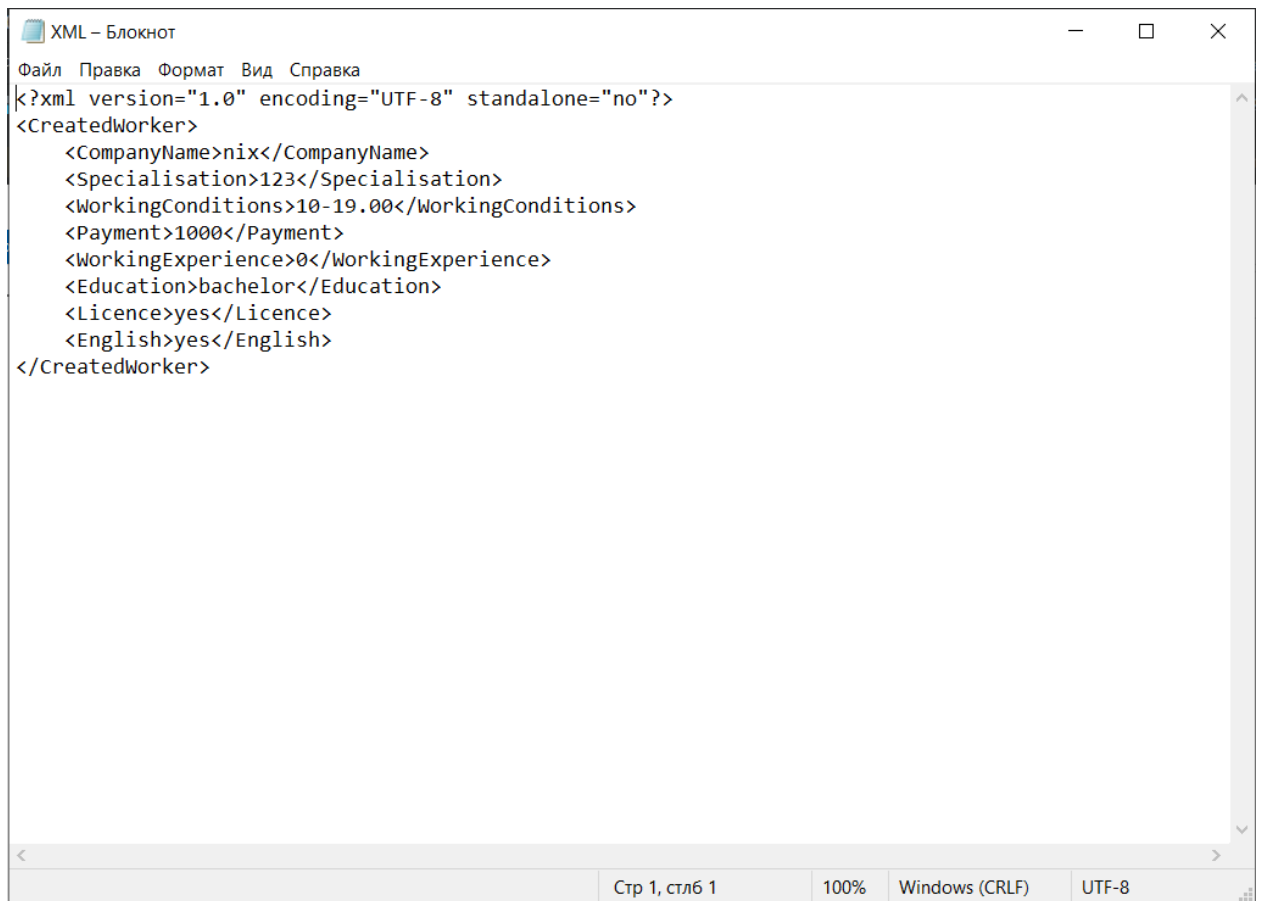 XML – Блокнот
Файл Правка Формат Вид Справка
<?xml version="1.0" encoding="UTF-8" standalone="no"?>
<CreatedWorker>
    <CompanyName>nix</CompanyName>
    <Specialisation>123</Specialisation>
    <WorkingConditions>10-19.00</WorkingConditions>
    <Payment>1000</Payment>
    <WorkingExperience>0</WorkingExperience>
    <Education>bachelor</Education>
    <Licence>yes</Licence>
    <English>yes</English>
</CreatedWorker>
Стр 1, стлб 1 100% Windows (CRLF) UTF-8